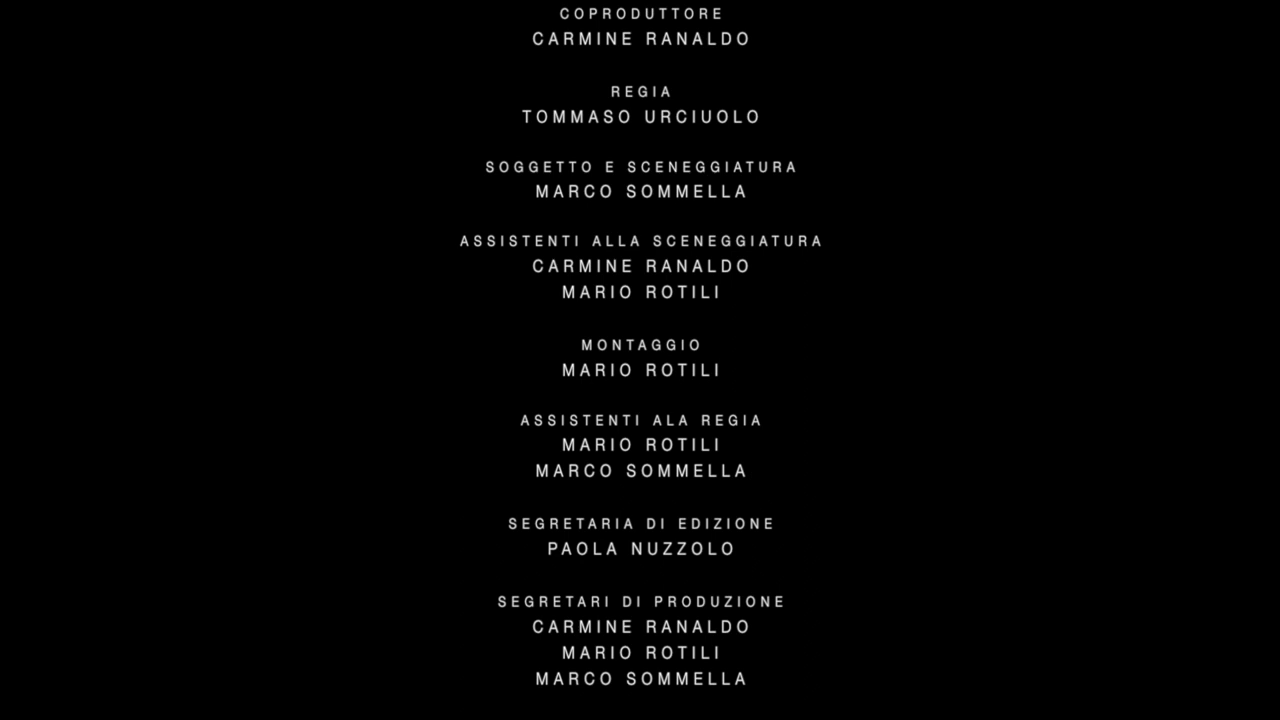 COPRODUTTORE
CARMINE RANALDO
REGIA
TOMMASO URCIUOLO
SOGGETTO E SCENEGGIATURA
MARCO SOMMELLA
ASSISTENTI ALLA SCENEGGIATURA
CARMINE RANALDO
MARIO ROTILI
MONTAGGIO
MARIO ROTILI
ASSISTENTI ALA REGIA
MARIO ROTILI
MARCO SOMMELLA
SEGRETARIA DI EDIZIONE
PAOLA NUZZOLO
SEGRETARI DI PRODUZIONE
CARMINE RANALDO
MARIO ROTILI
MARCO SOMMELLA